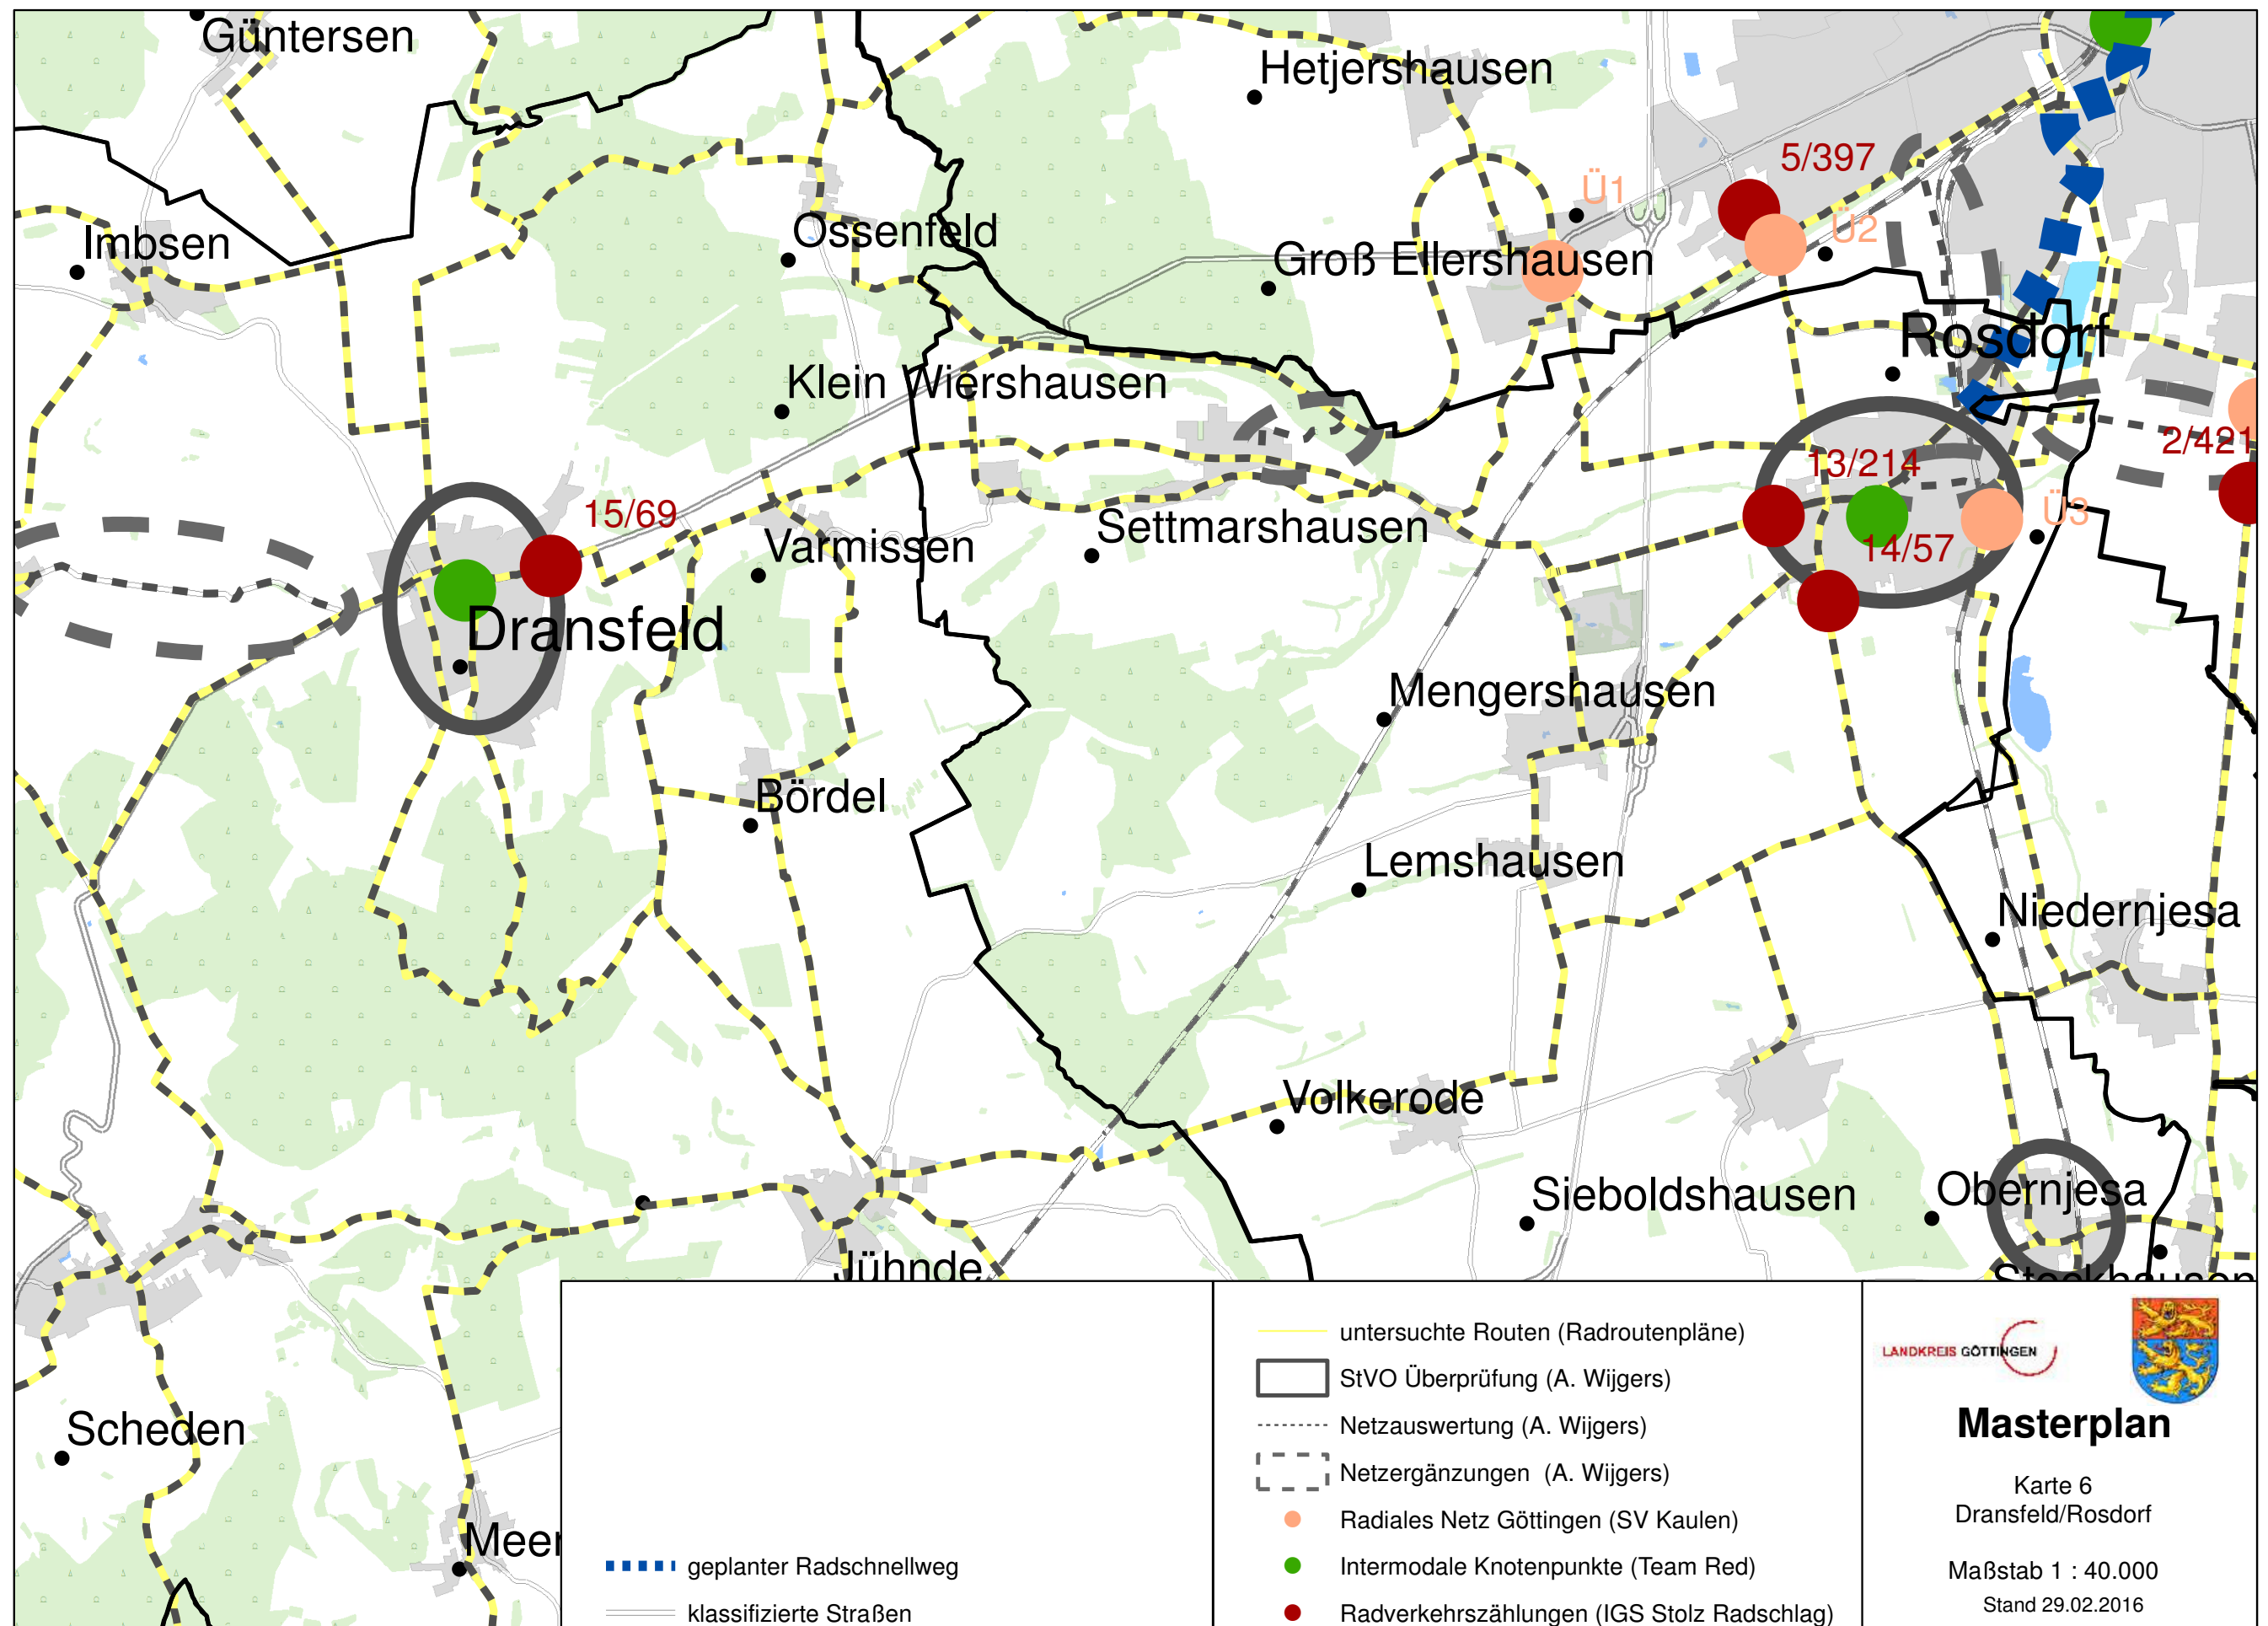 Güntersen
Hetjershausen
5/397
Ü1
Ü2
Imbsen
Ossenfeld
Groß Ellershausen
Rosdorf
Klein Wiershausen
2/421
13/214
15/69
Ü3
Settmarshausen
Varmissen
14/57
Dransfeld
Mengershausen
Bördel
Lemshausen
Niedernjesa
Volkerode
Sieboldshausen
Obernjesa
Jühnde
Stockhausen
Scheden
Meer
geplanter Radschnellweg
klassifizierte Straßen
untersuchte Routen (Radroutenpläne)
StVO Überprüfung (A. Wijgers)
Netzauswertung (A. Wijgers)
Netzergänzungen (A. Wijgers)
Radiales Netz Göttingen (SV Kaulen)
Intermodale Knotenpunkte (Team Red)
Radverkehrszählungen (IGS Stolz Radschlag)
LANDKREIS GÖTTINGEN
Masterplan
Karte 6
Dransfeld/Rosdorf
Maßstab 1 : 40.000
Stand 29.02.2016